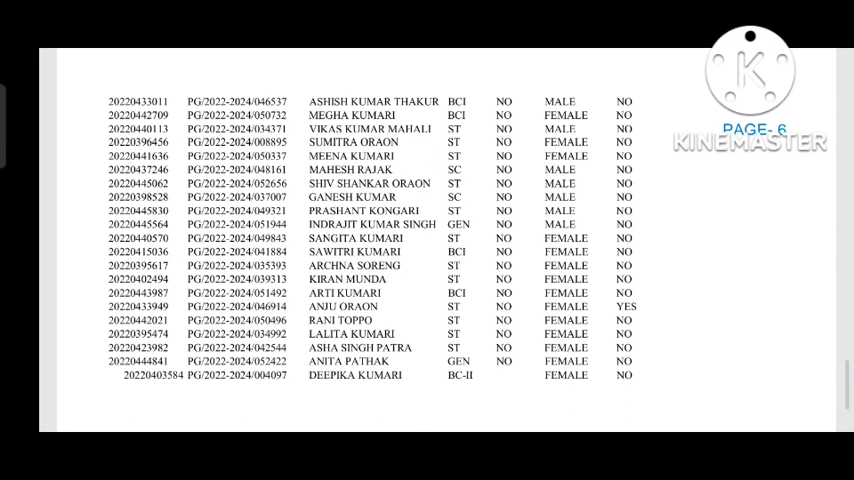 20220433011 PG/2022-2024/046537 ASHISH KUMAR THAKUR BCI NO MALE NO
20220442709 PG/2022-2024/050732 MEGHA KUMARI BCI NO FEMALE NO
20220440113 PG/2022-2024/034371 VIKAS KUMAR MAHALI ST NO MALE NO
PAGE- 6
20220396456 PG/2022-2024/008895 SUMITRA ORAON ST NO FEMALE NO
KINEMASTER
20220441636 PG/2022-2024/050337 MEENA KUMARI ST NO FEMALE NO
20220437246 PG/2022-2024/048161 MAHESH RAJAK SC NO MALE NO
20220445062 PG/2022-2024/052656 SHIV SHANKAR ORAON ST NO MALE NO
20220398528 PG/2022-2024/037007 GANESH KUMAR SC NO MALE NO
20220445830 PG/2022-2024/049321 PRASHANT KONGARI ST NO MALE NO
20220445564 PG/2022-2024/051944 INDRAJIT KUMAR SINGH GEN NO MALE NO
20220440570 PG/2022-2024/049843 SANGITA KUMARI ST NO FEMALE NO
20220415036 PG/2022-2024/041884 SAWITRI KUMARI BCI NO FEMALE NO
20220395617 PG/2022-2024/035393 ARCHNA SORENG ST NO FEMALE NO
20220402494 PG/2022-2024/039313 KIRAN MUNDA ST NO FEMALE NO
20220443987 PG/2022-2024/051492 ARTI KUMARI BCI NO FEMALE NO
20220433949 PG/2022-2024/046914 ANJU ORAON ST NO FEMALE YES
20220442021 PG/2022-2024/050496 RANI TOPPO ST NO FEMALE NO
20220395474 PG/2022-2024/034992 LALITA KUMARI ST NO FEMALE NO
20220423982 PG/2022-2024/042544 ASHA SINGH PATRA ST NO FEMALE NO
20220444841 PG/2022-2024/052422 ANITA PATHAK GEN NO FEMALE NO
20220403584 PG/2022-2024/004097 DEEPIKA KUMARI BC-II FEMALE NO